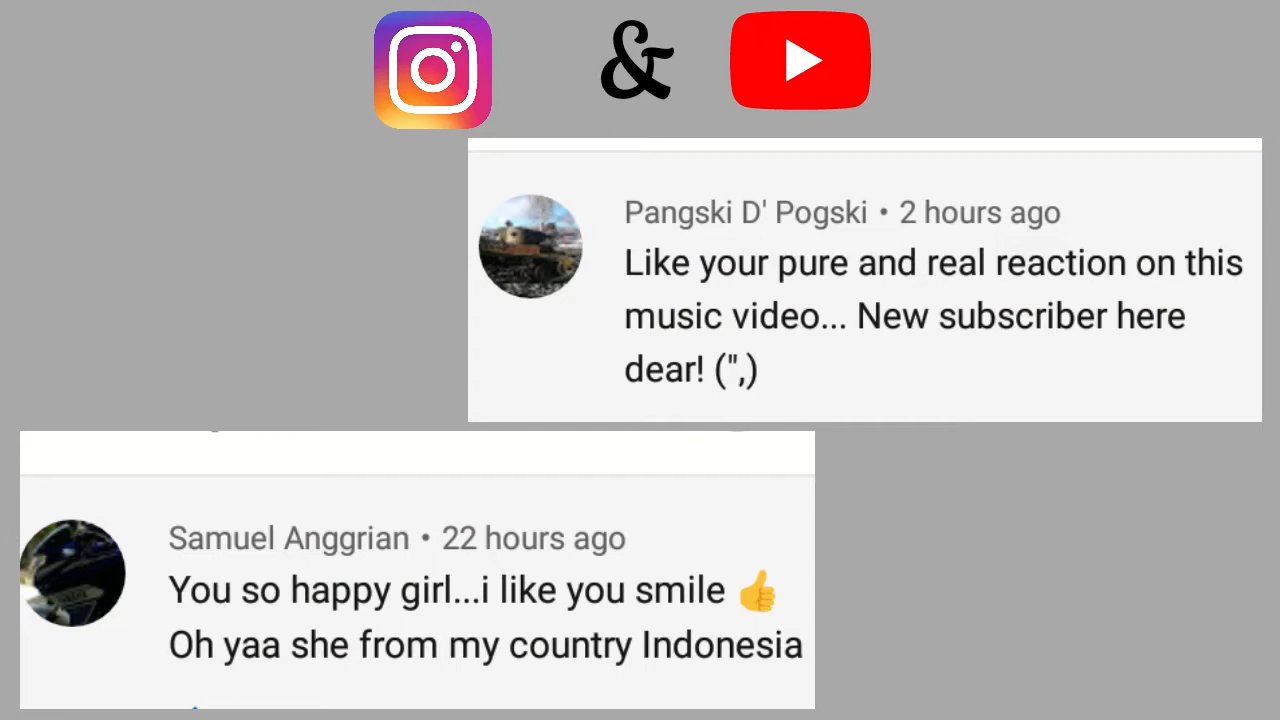 &
Pangski D' Pogski • 2 hours ago
Like your pure and real reaction on this
music video... New subscriber here
dear! (",)
Samuel Anggrian • 22 hours ago
You so happy girl...i like you smile 👍
Oh yaa she from my country Indonesia